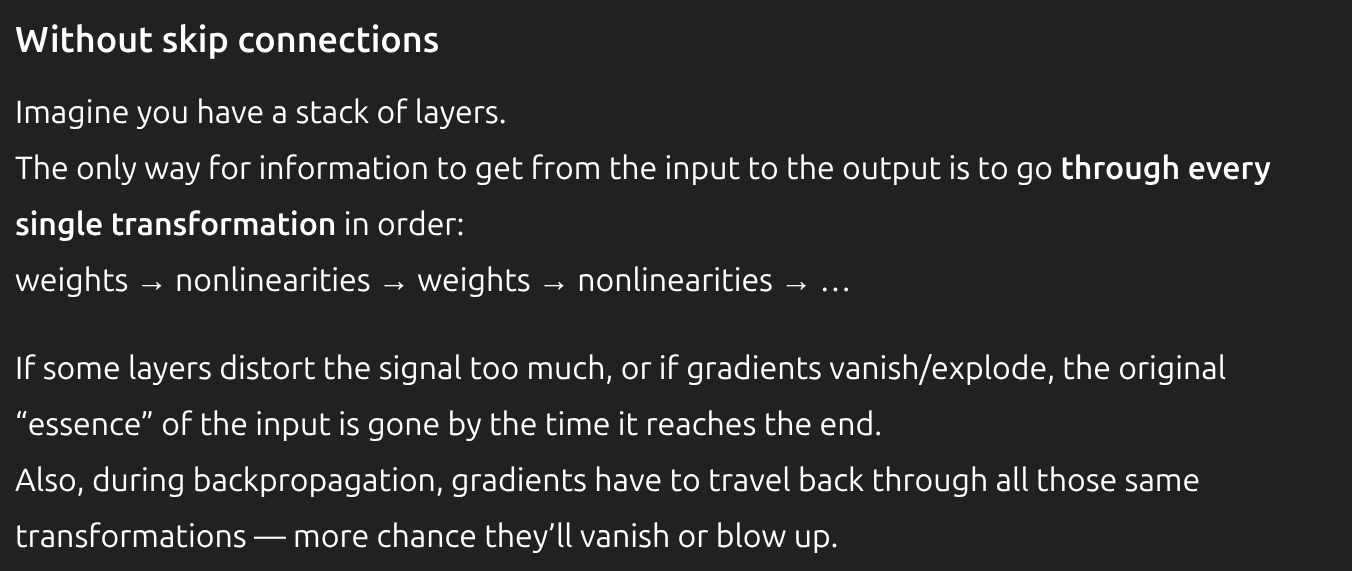 Without skip connections
Imagine you have a stack of layers.
The only way for information to get from the input to the output is to go through every
single transformation in order:
weights → nonlinearities → weights → nonlinearities → …
If some layers distort the signal too much, or if gradients vanish/explode, the original
“essence” of the input is gone by the time it reaches the end.
Also, during backpropagation, gradients have to travel back through all those same
transformations — more chance they’ll vanish or blow up.